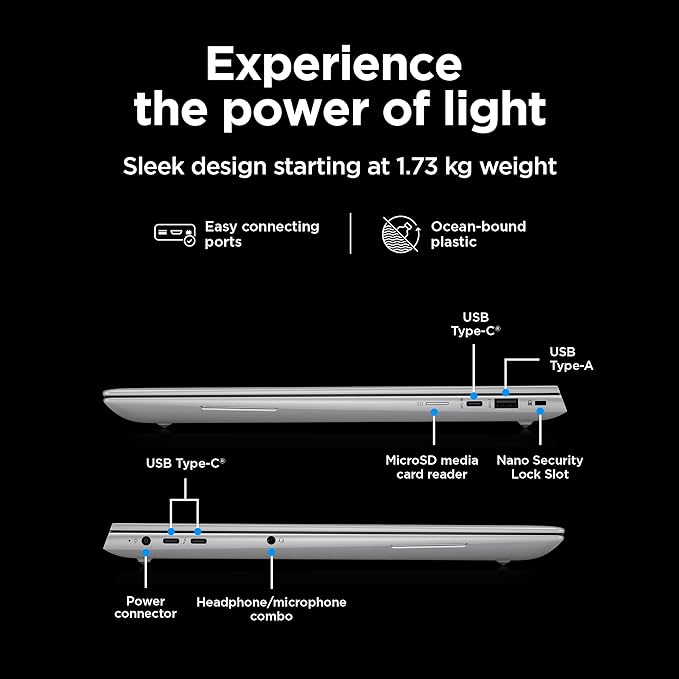 Experience
the power of light
Sleek design starting at 1.73 kg weight
Easy connecting
ports
Ocean-bound
plastic
USB
Type-C®
USB
Type-A
MicroSD media
card reader
Nano Security
Lock Slot
USB Type-C®
Power
connector
Headphone/microphone
combo